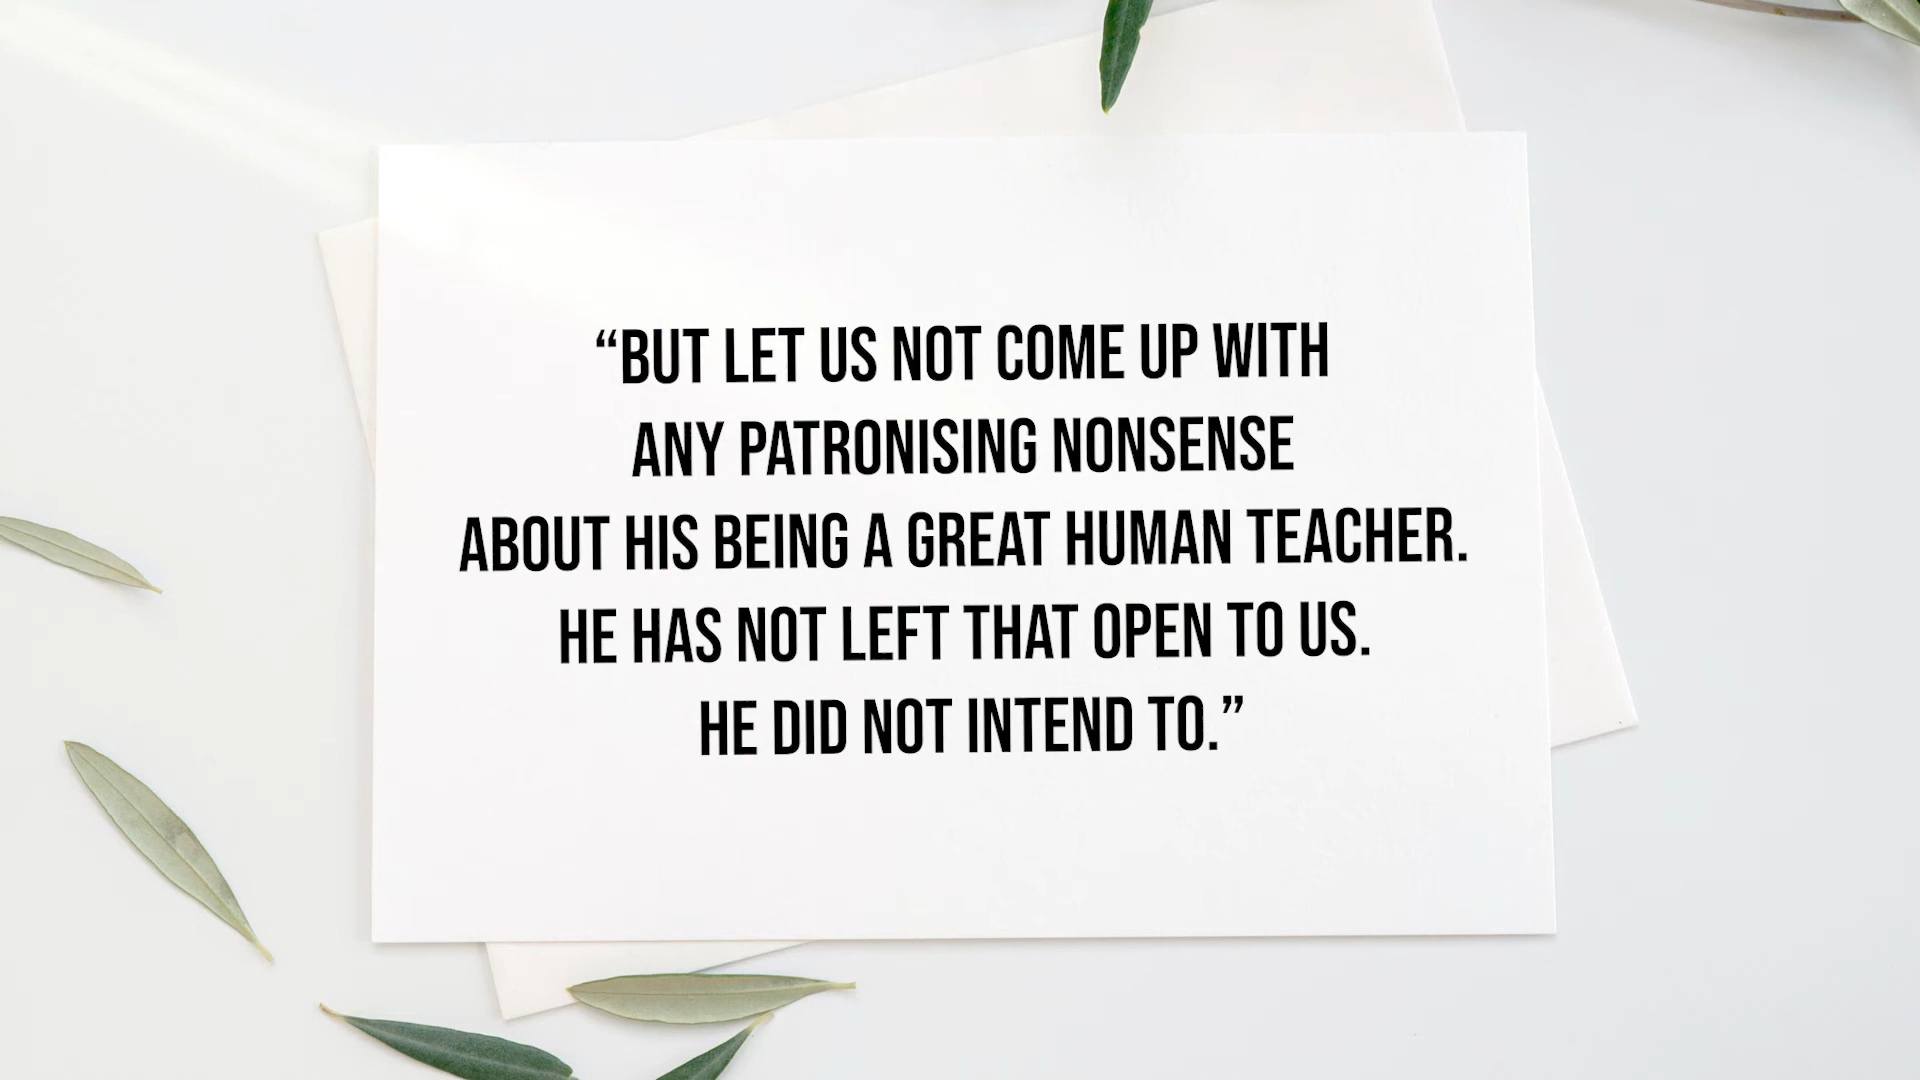 “BUT LET US NOT COME UP WITH
ANY PATRONISING NONSENSE
ABOUT HIS BEING A GREAT HUMAN TEACHER.
HE HAS NOT LEFT THAT OPEN TO US.
HE DID NOT INTEND TO.”